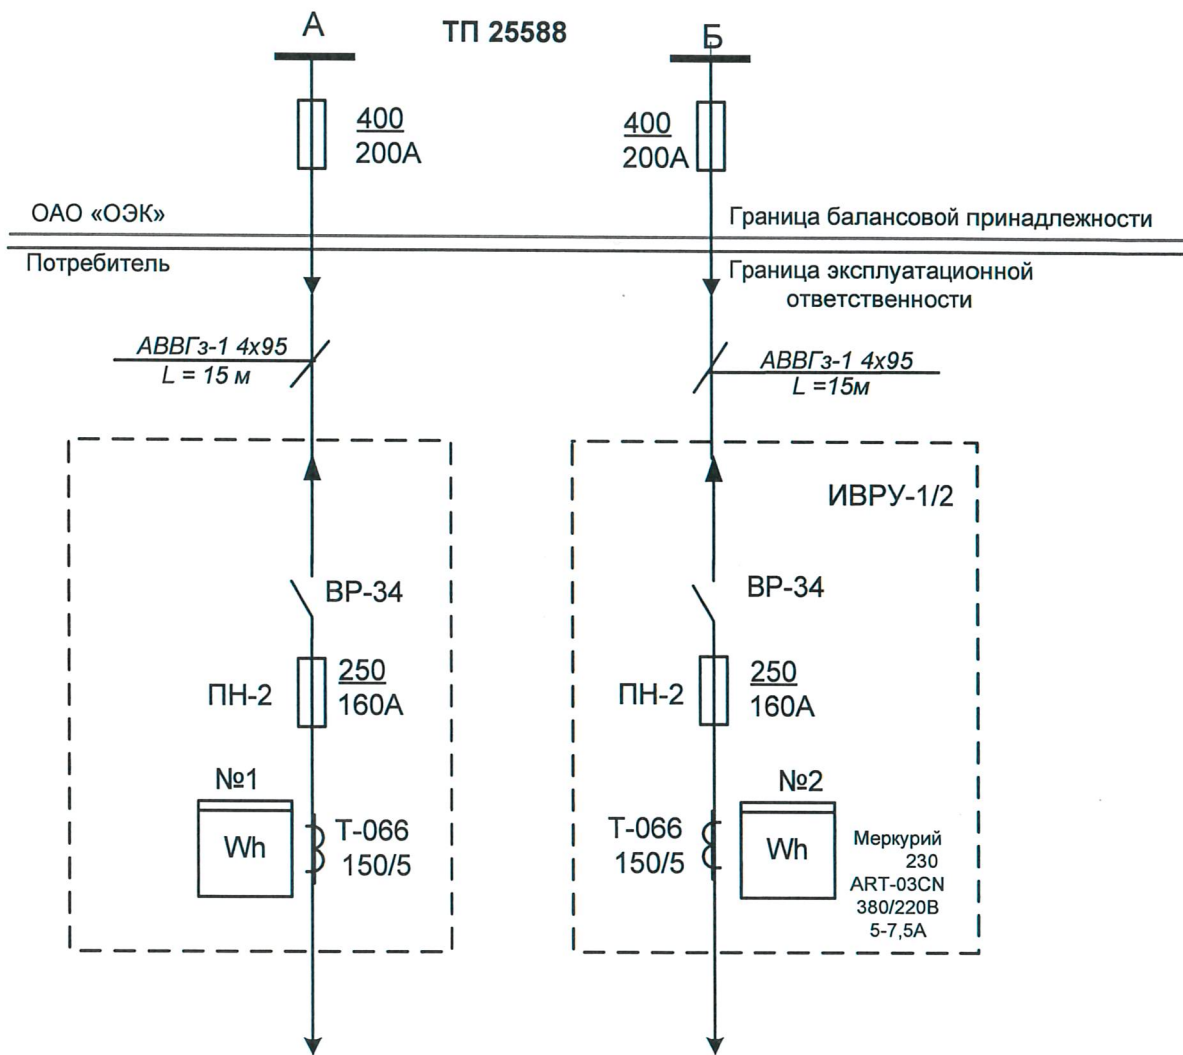 А
ТП 25588
Б
400
200А
400
200А
ОАО «ОЭК»
Граница балансовой принадлежности
Потребитель
Граница эксплуатационной
ответственности
АВВГз-1 4х95
L = 15 м
АВВГз-1 4х95
L =15м
ИВРУ-1/2
ВР-34
ВР-34
ПН-2
250
160А
ПН-2
250
160А
№1
Wh
Т-066
150/5
№2
Т-066
150/5
Wh
Меркурий
230
ART-03CN
380/220В
5-7,5А